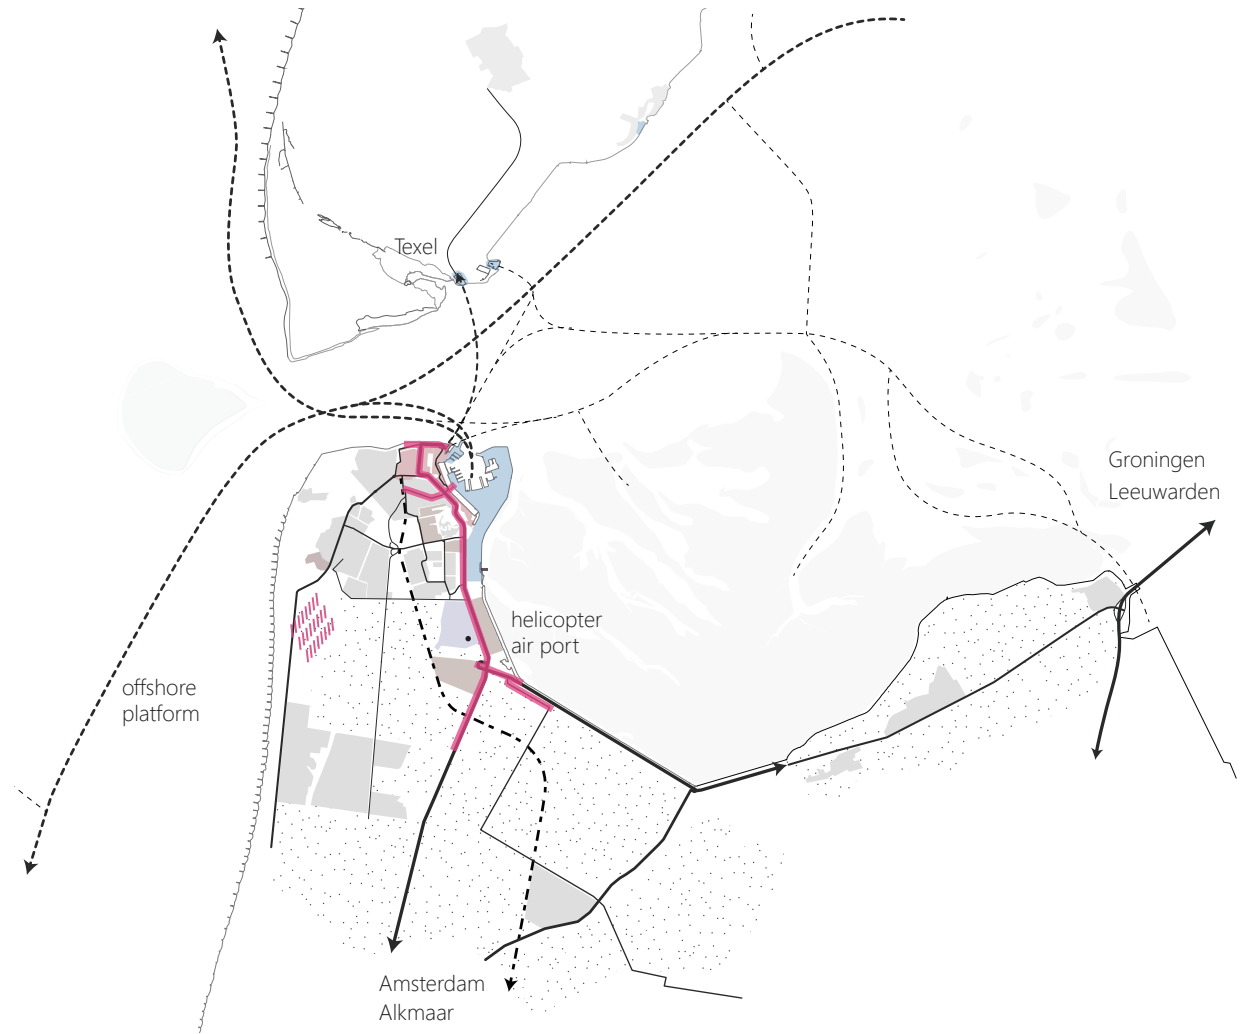 Texel
Groningen
Leeuwarden
helicopter
air port
offshore
platform
Amsterdam
Alkmaar